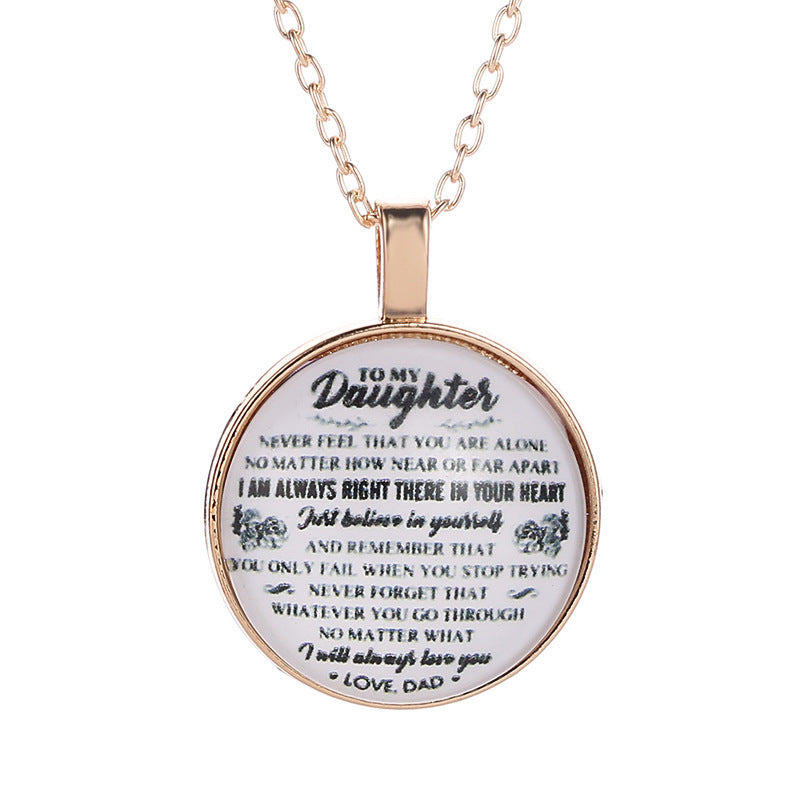 TO MY
Daughter
NEVER FEEL THAT YOU ARE ALONE
NO MATTER HOW NEAR OR FAR APART
I AM ALWAYS RIGHT THERE IN YOUR HEART
Just believe in yourself
AND REMEMBER THAT
YOU ONLY FAIL WHEN YOU STOP TRYING
NEVER FORGET THAT
WHATEVER YOU GO THROUGH
NO MATTER WHAT
I will always love you
• LOVE, DAD •